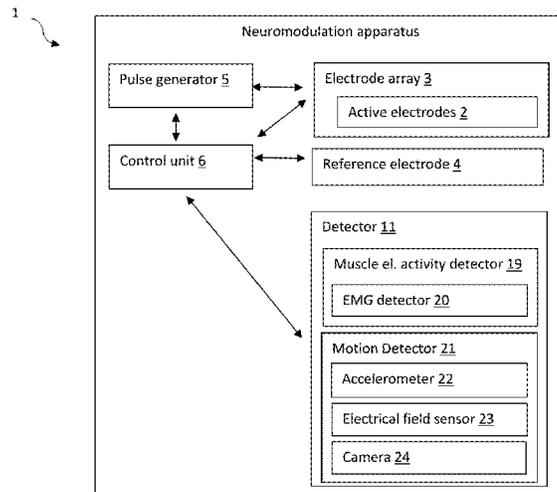 1
Neuromodulation apparatus
Pulse generator 5
Electrode array 3
Active electrodes 2
Control unit 6
Reference electrode 4
Detector 11
Muscle el. activity detector 19
EMG detector 20
Motion Detector 21
Accelerometer 22
Electrical field sensor 23
Camera 24